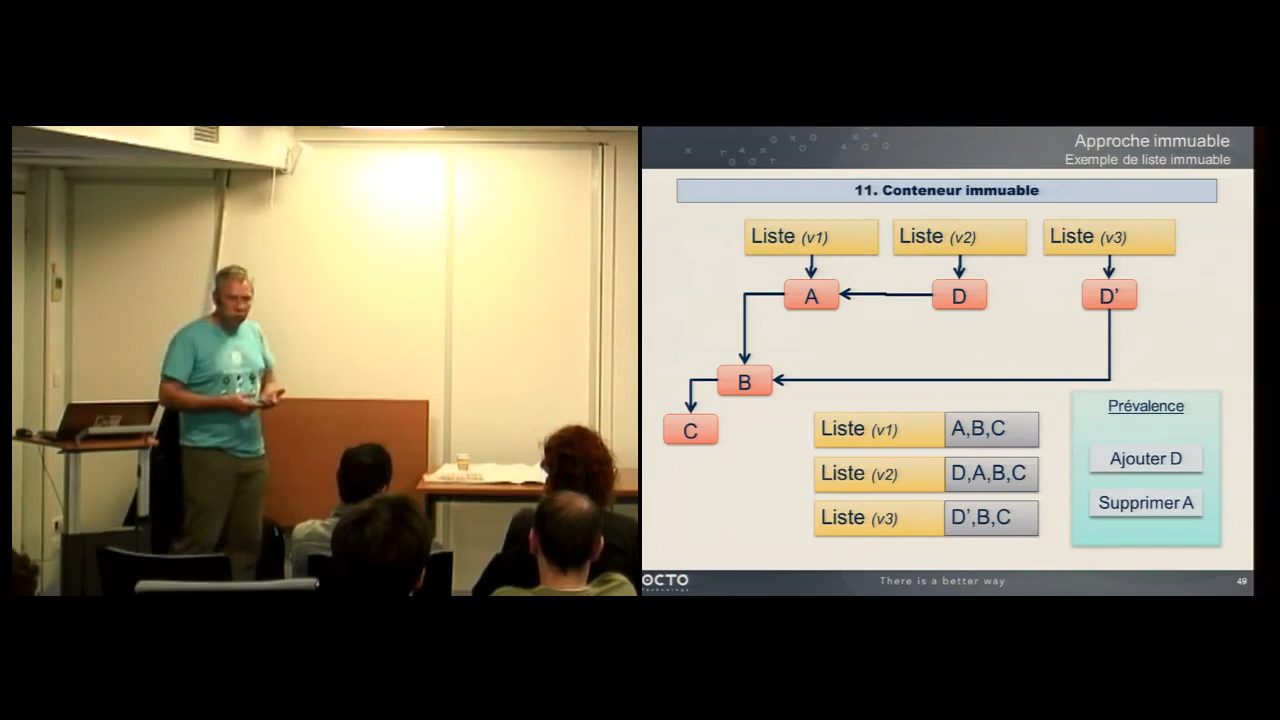 Approche immuable
Exemple de liste immuable
11. Conteneur immuable
Liste (v1)
Liste (v2)
Liste (v3)
A
D
D’
B
C
Liste (v1) A,B,C
Liste (v2) D,A,B,C
Liste (v3) D’,B,C
Prévalence
Ajouter D
Supprimer A
OCTO
Technology
There is a better way
49